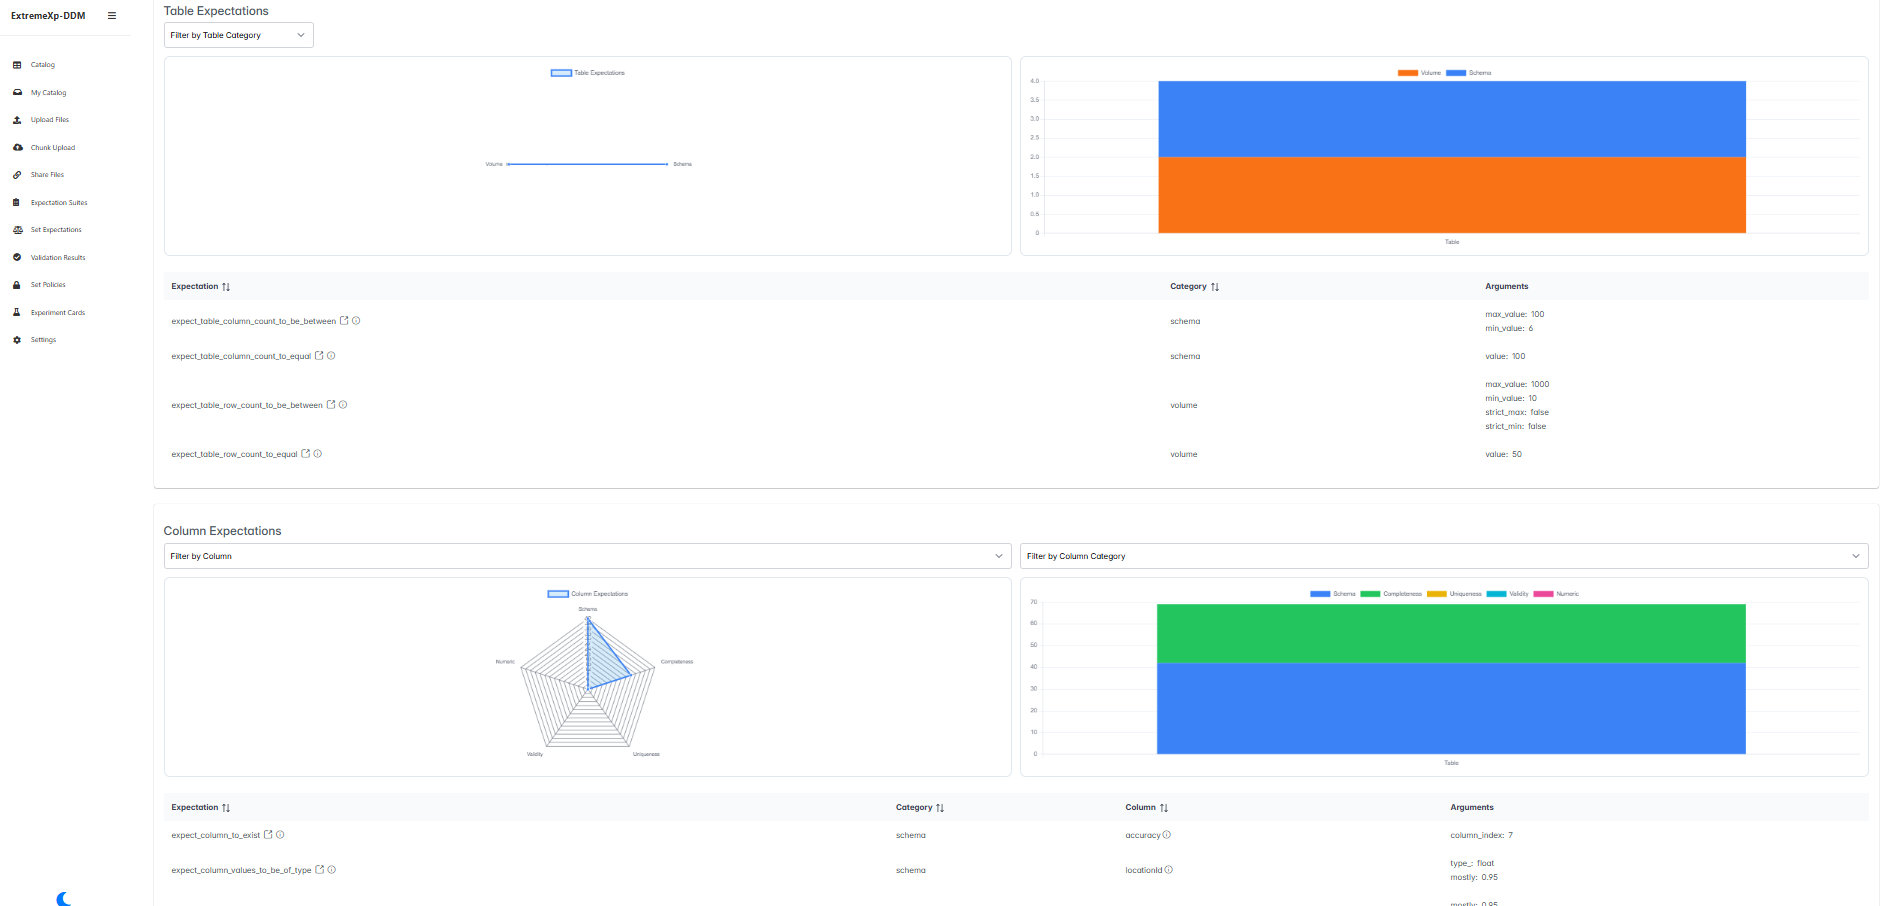 ExtremeXp-DDM
Catalog
My Catalog
Upload Files
Chunk Upload
Share Files
Expectation Suites
Set Expectations
Validation Results
Set Policies
Experiment Cards
Settings
Table Expectations
Filter by Table Category
Table Expectations
Volume
Schema
Volume Schema
4.0
3.5
3.0
2.5
2.0
1.5
1.0
0.5
0
Table
Expectation Category Arguments
expect_table_column_count_to_be_between schema max_value: 100
min_value: 6
expect_table_column_count_to_equal schema value: 100
expect_table_row_count_to_be_between volume max_value: 1000
min_value: 10
strict_max: false
strict_min: false
expect_table_row_count_to_equal volume value: 50
Column Expectations
Filter by Column
Filter by Column Category
Column Expectations
Schema
Numeric
Completeness
Validity
Uniqueness
Schema Completeness Uniqueness Validity Numeric
70
60
50
40
30
20
10
0
Table
Expectation Category Column Arguments
expect_column_to_exist schema accuracy column_index: 7
expect_column_values_to_be_of_type schema locationId type_: float
mostly: 0.95
mostly: 0.95